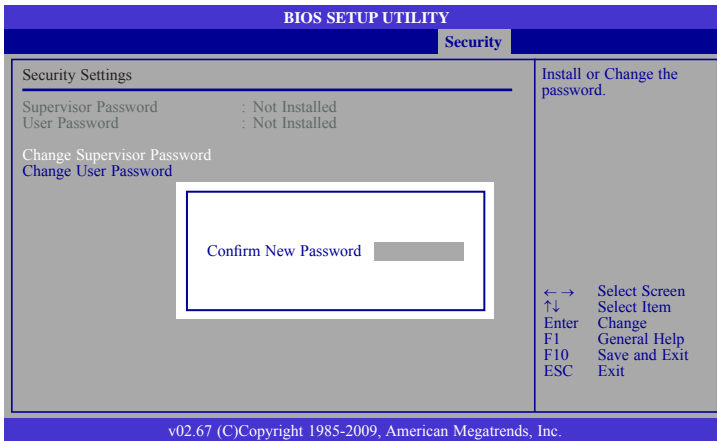 BIOS SETUP UTILITY
Security
Security Settings
Supervisor Password : Not Installed
User Password : Not Installed
Change Supervisor Password
Change User Password
Confirm New Password
Install or Change the
password.
←→ Select Screen
↑↓ Select Item
Enter Change
F1 General Help
F10 Save and Exit
ESC Exit
v02.67 (C)Copyright 1985-2009, American Megatrends, Inc.